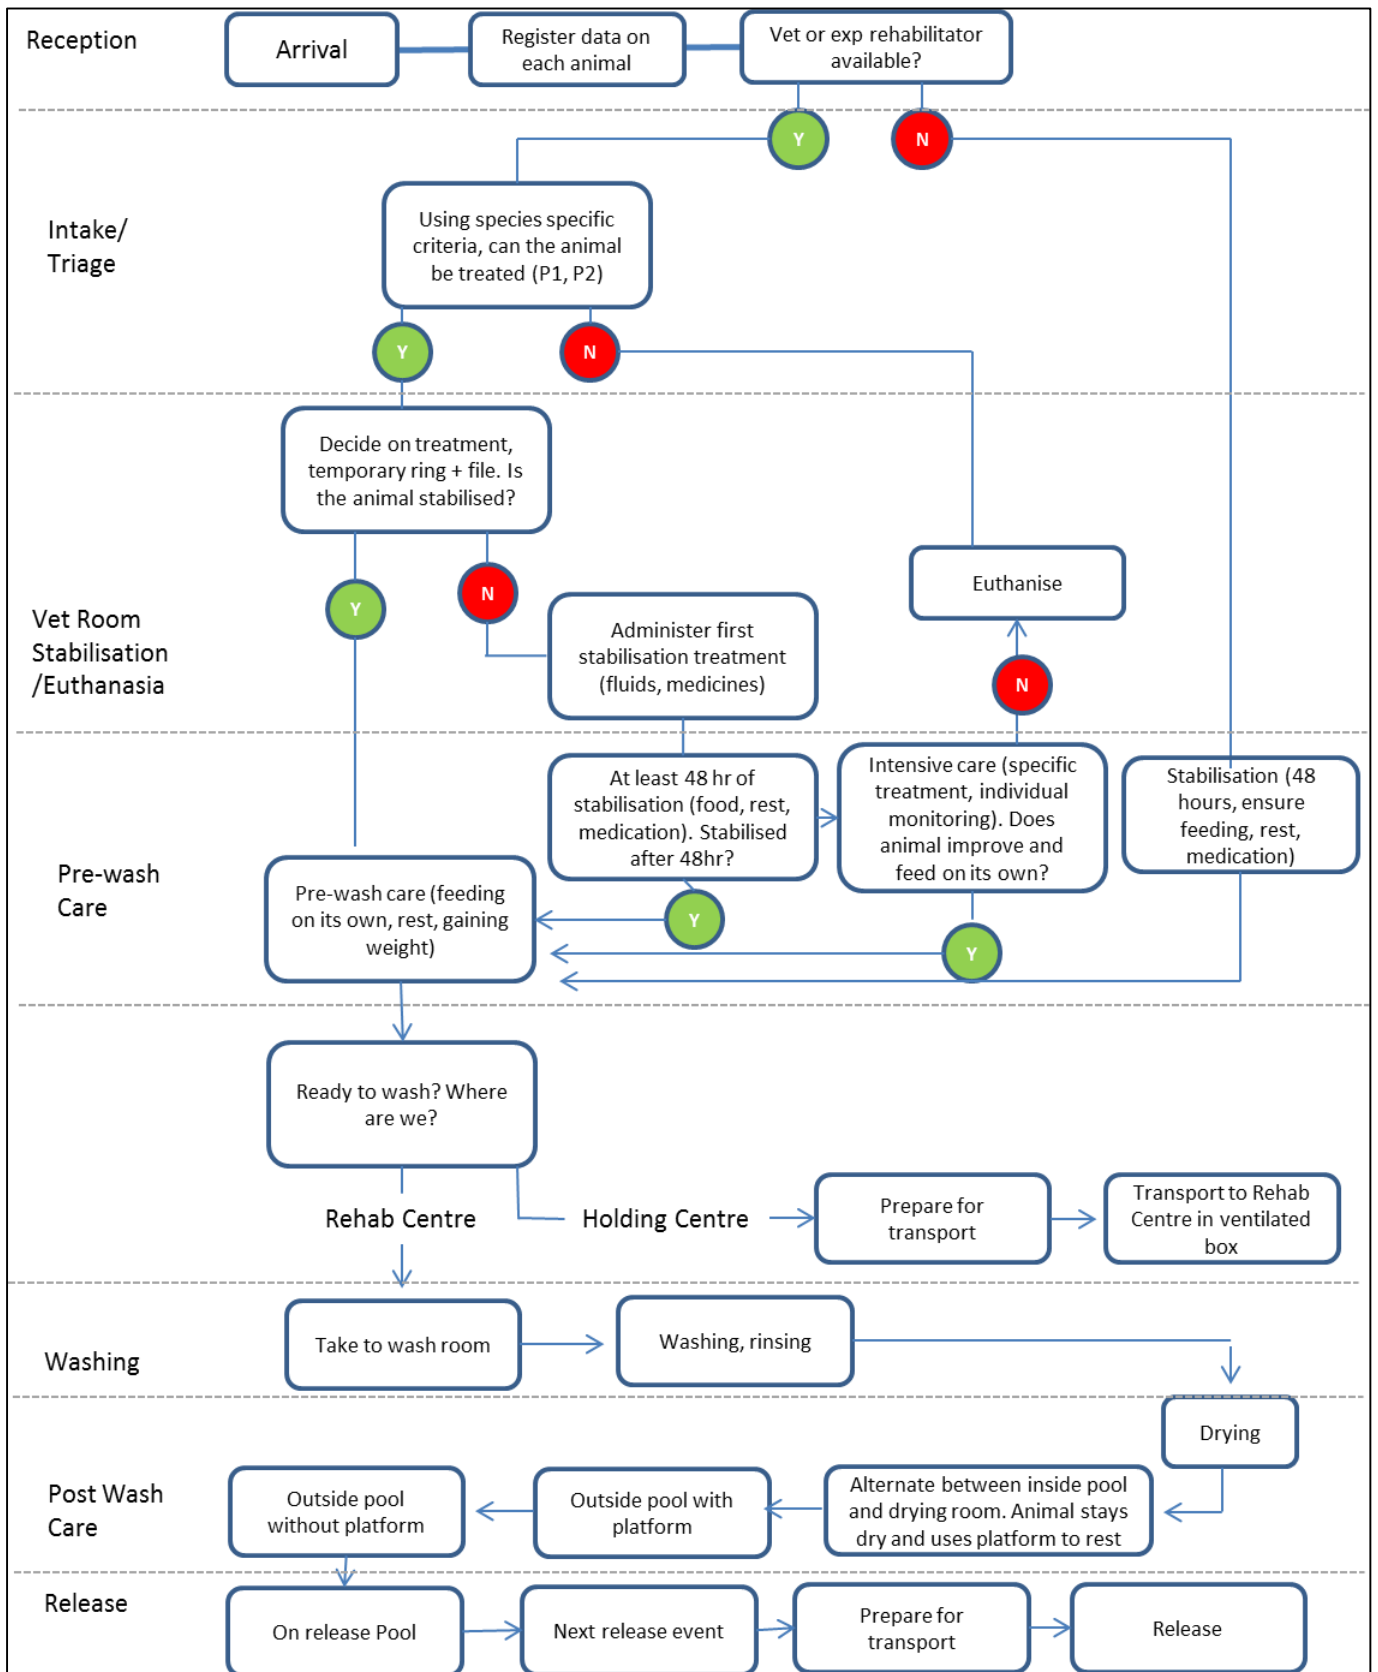 Reception
Arrival
Register data on
each animal
Vet or exp rehabilitator
available?
Y
N
Intake/
Triage
Using species specific
criteria, can the animal
be treated (P1, P2)
Y
N
Decide on treatment,
temporary ring + file. Is
the animal stabilised?
Y
N
Vet Room
Stabilisation
/Euthanasia
Administer first
stabilisation treatment
(fluids, medicines)
Euthanise
N
Pre-wash
Care
At least 48 hr of
stabilisation (food, rest,
medication). Stabilised
after 48hr?
Intensive care (specific
treatment, individual
monitoring). Does
animal improve and
feed on its own?
Stabilisation (48
hours, ensure
feeding, rest,
medication)
Pre-wash care (feeding
on its own, rest, gaining
weight)
Y
Y
Ready to wash? Where
are we?
Rehab Centre
Holding Centre
Prepare for
transport
Transport to Rehab
Centre in ventilated
box
Washing
Take to wash room
Washing, rinsing
Drying
Post Wash
Care
Outside pool
without platform
Outside pool with
platform
Alternate between inside pool
and drying room. Animal stays
dry and uses platform to rest
Release
On release Pool
Next release event
Prepare for
transport
Release